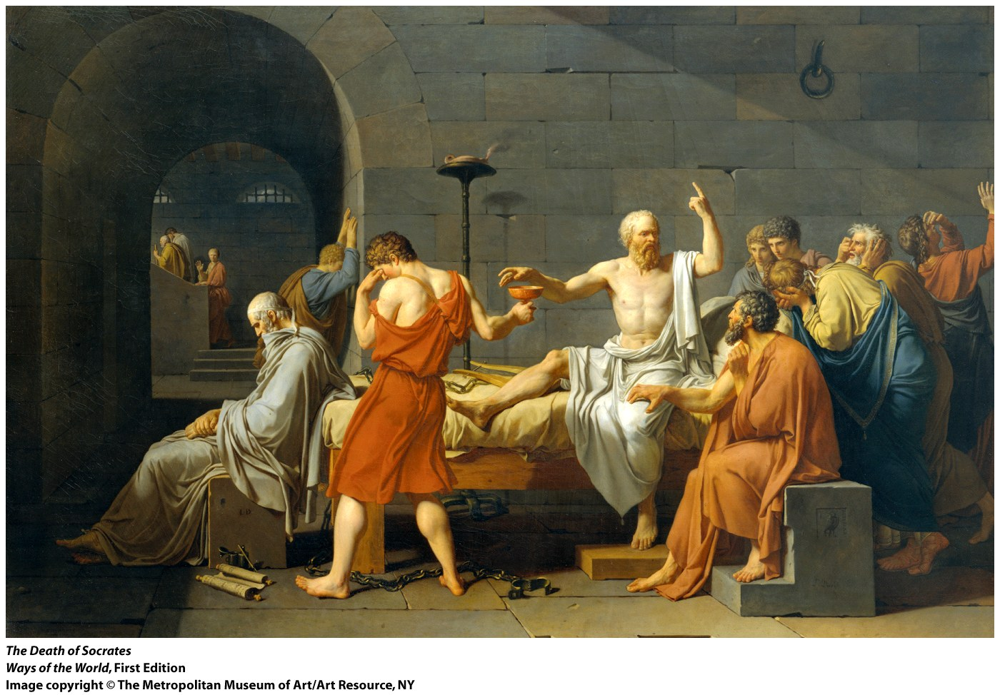 L.D
The Death of Socrates
Ways of the World, First Edition
Image copyright © The Metropolitan Museum of Art/Art Resource, NY